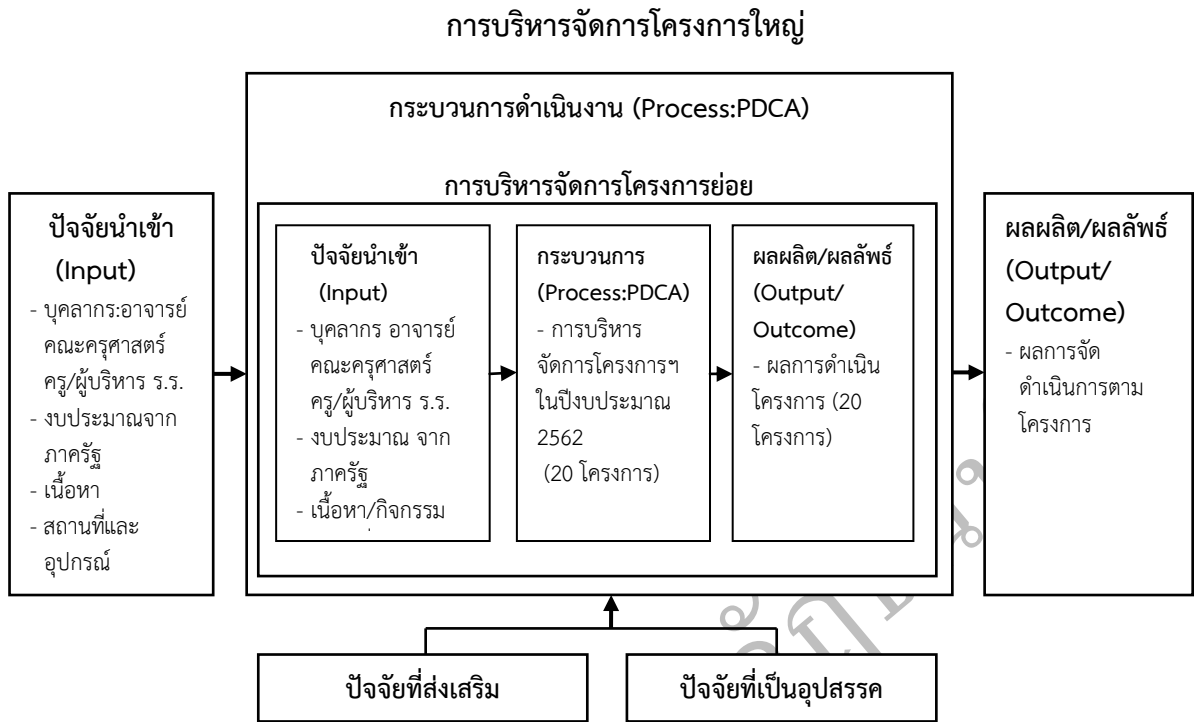 การบริหารจัดการโครงการใหญ่
กระบวนการดำเนินงาน (Process:PDCA)
การบริหารจัดการโครงการย่อย
ปัจจัยนำเข้า
(Input)
- บุคลากร:อาจารย์
คณะครุศาสตร์
ครู/ผู้บริหาร ร.ร.
- งบประมาณจาก
ภาครัฐ
- เนื้อหา
- สถานที่และ
อุปกรณ์
ปัจจัยนำเข้า
(Input)
- บุคลากร อาจารย์
คณะครุศาสตร์
ครู/ผู้บริหาร ร.ร.
- งบประมาณ จาก
ภาครัฐ
- เนื้อหา/กิจกรรม
กระบวนการ
(Process:PDCA)
- การบริหาร
จัดการโครงการฯ
ในปีงบประมาณ
2562
(20 โครงการ)
ผลผลิต/ผลลัพธ์
(Output/
Outcome)
- ผลการดำเนิน
โครงการ (20
โครงการ)
ผลผลิต/ผลลัพธ์
(Output/
Outcome)
- ผลการจัด
ดำเนินการตาม
โครงการ
ปัจจัยที่ส่งเสริม
ปัจจัยที่เป็นอุปสรรค